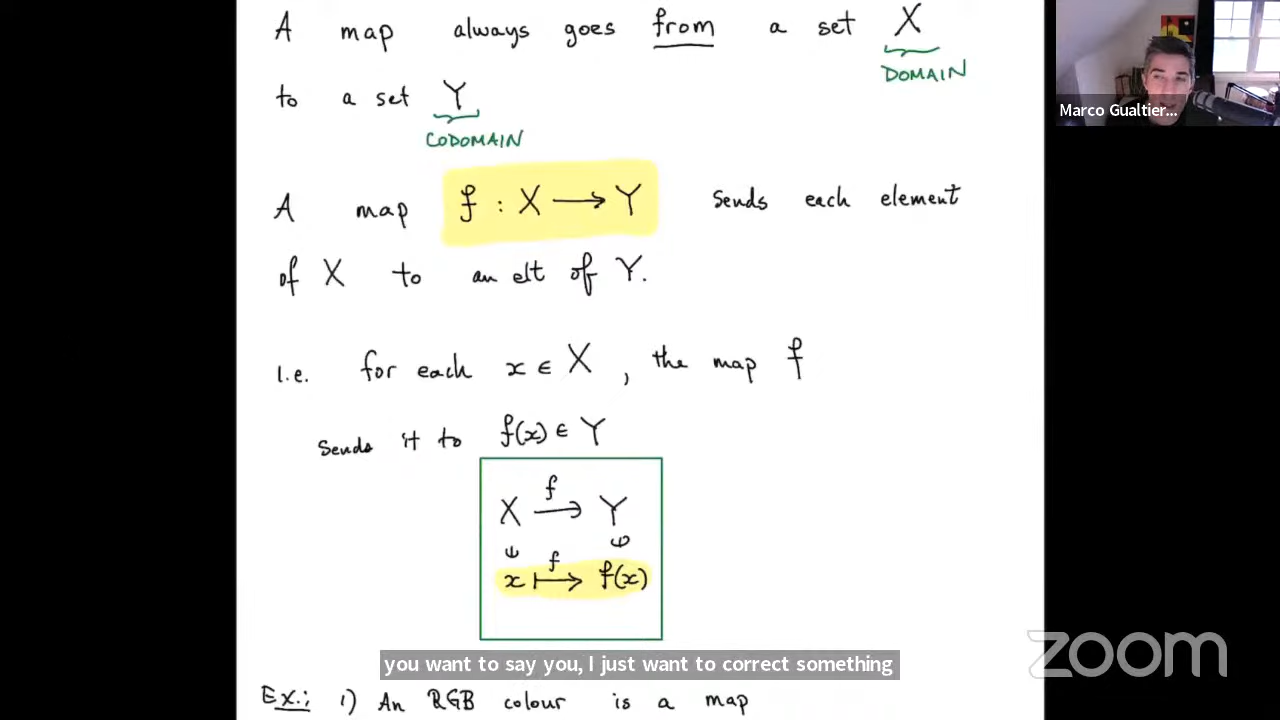 A map always goes from a set X
DOMAIN
to a set Y
CODOMAIN
A map f : X ⟶ Y sends each element
of X to an elt of Y.
I.e. for each x ∈ X , the map f
sends it to f(x) ∈ Y
f
X ⟶ Y
f
x ⟼ f(x)
you want to say you, I just want to correct something
Ex.: 1) An RGB colour is a map
Marco Gualtier...
zoom